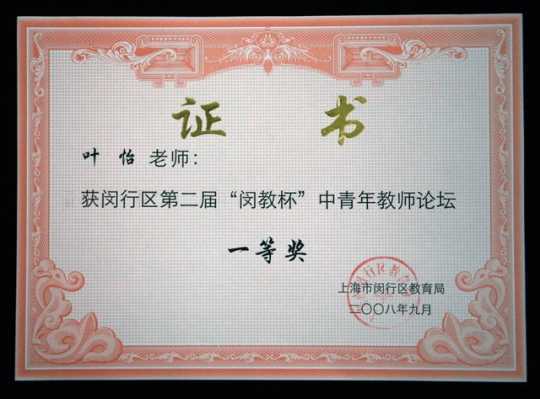 证书
叶怡老师：
获闵行区第二届“闵教杯”中青年教师论坛
一等奖
上海市闵行区教育局
二〇〇八年九月